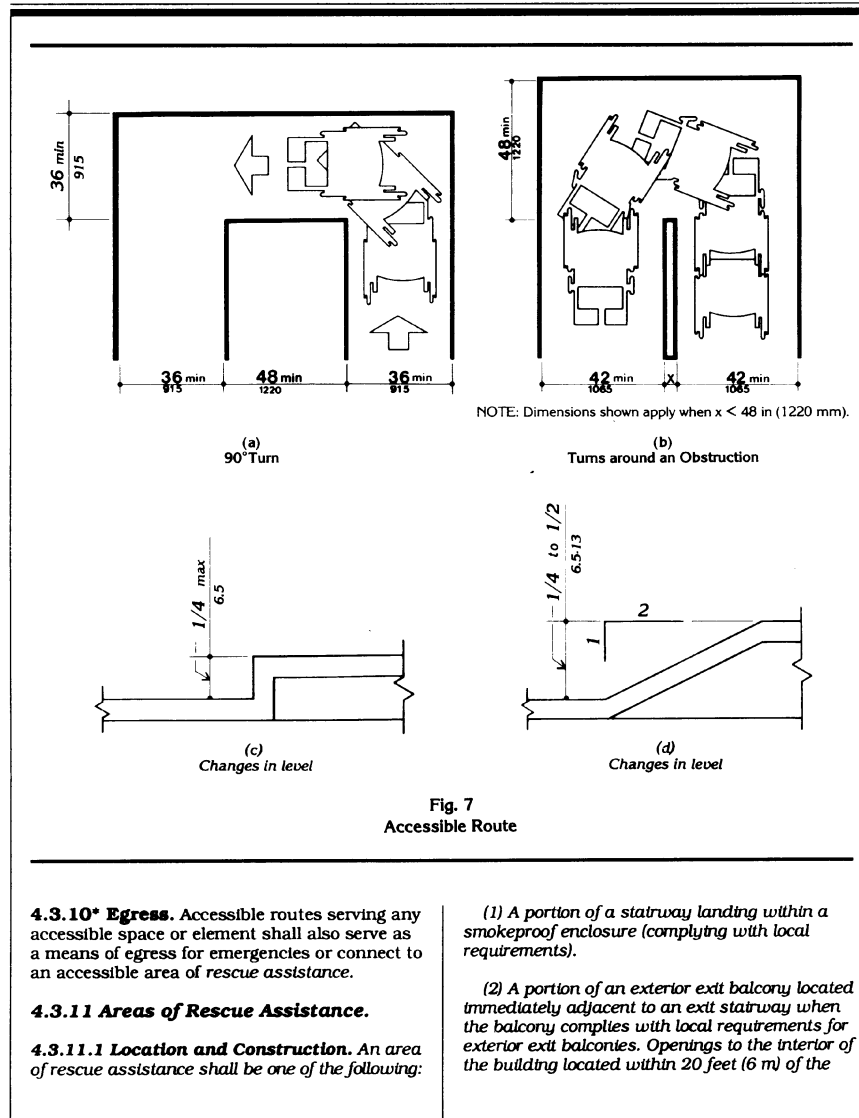 36 min
915
48 min
1220
36 min
915
48 min
1220
36 min
915
42 min
1065
x
42 min
1065
NOTE: Dimensions shown apply when x < 48 in (1220 mm).
(a)
90° Turn
(b)
Turns around an Obstruction
1/4 max
6.5
1/4 to 1/2
6.5-13
2
1
(c)
Changes in level
(d)
Changes in level
Fig. 7
Accessible Route
4.3.10* Egress. Accessible routes serving any
accessible space or element shall also serve as
a means of egress for emergencies or connect to
an accessible area of rescue assistance.
4.3.11 Areas of Rescue Assistance.
4.3.11.1 Location and Construction. An area
of rescue assistance shall be one of the following:
(1) A portion of a stairway landing within a
smokeproof enclosure (complying with local
requirements).
(2) A portion of an exterior exit balcony located
immediately adjacent to an exit stairway when
the balcony complies with local requirements for
exterior exit balconies. Openings to the interior of
the building located within 20 feet (6 m) of the